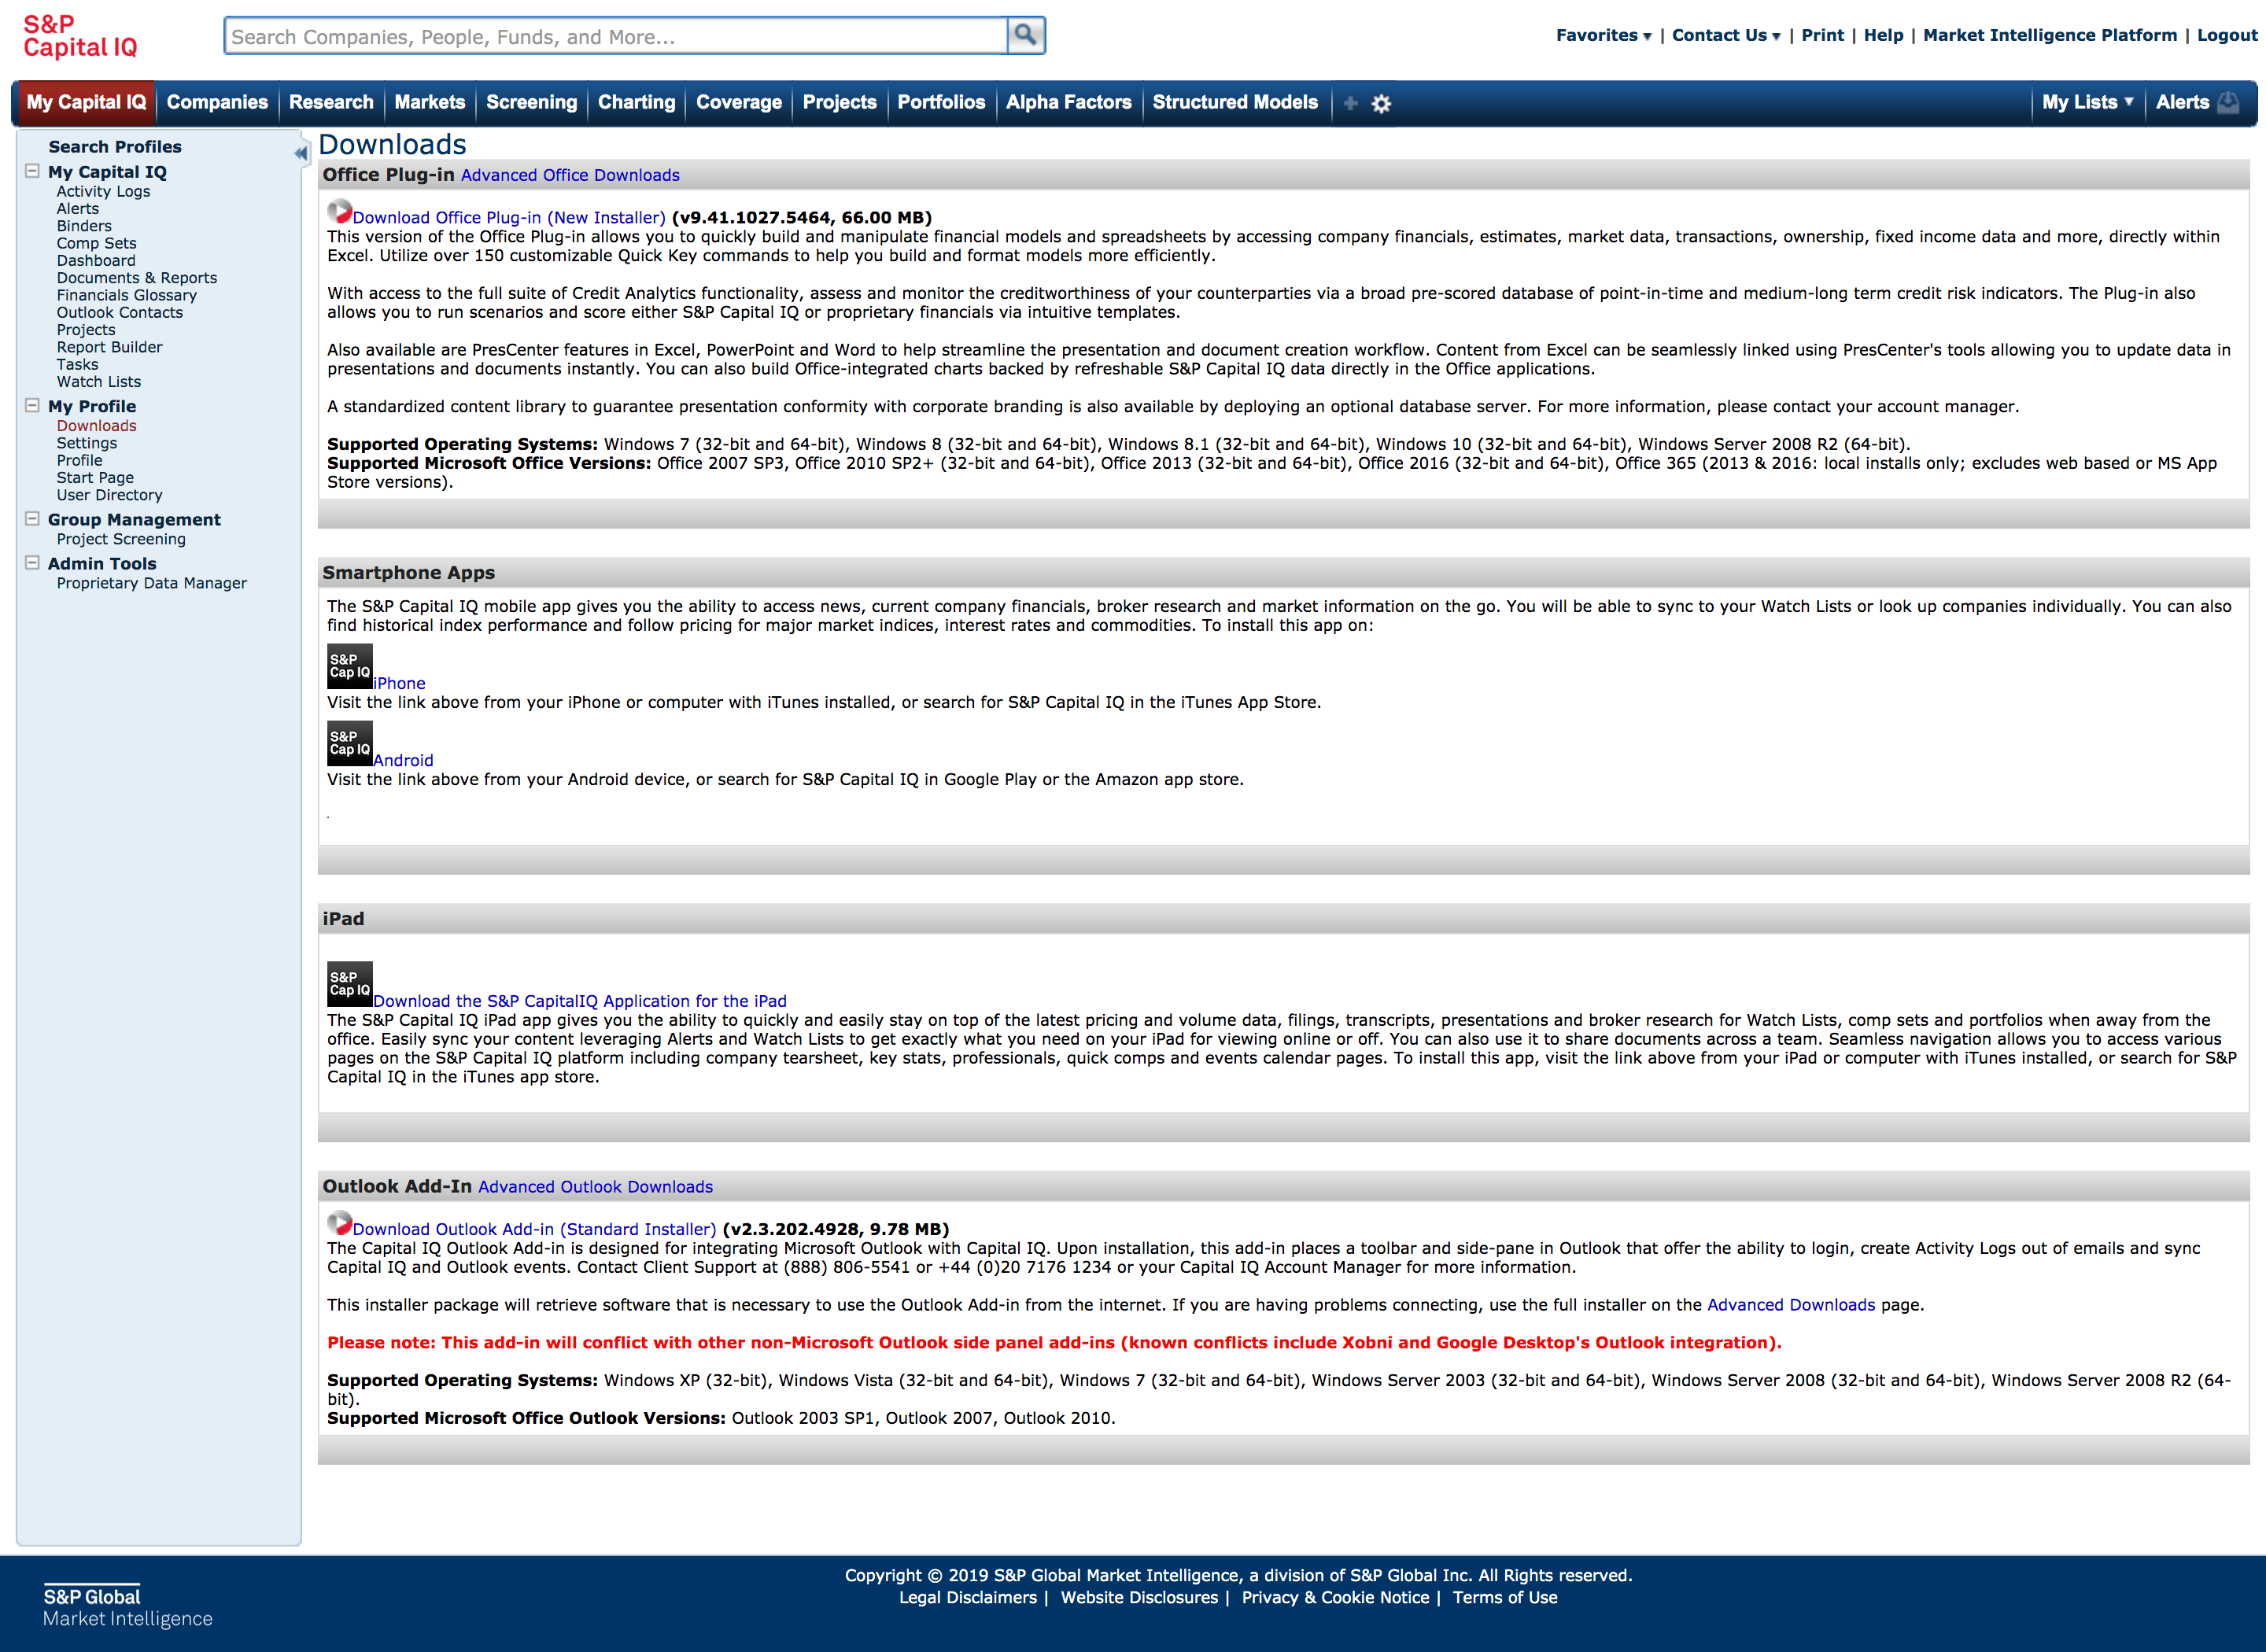 S&P
Capital IQ
Search Companies, People, Funds, and More...
Favorites ▾ | Contact Us ▾ | Print | Help | Market Intelligence Platform | Logout
My Capital IQ Companies Research Markets Screening Charting Coverage Projects Portfolios Alpha Factors Structured Models
My Lists ▼ Alerts
Search Profiles
My Capital IQ
Activity Logs
Alerts
Binders
Comp Sets
Dashboard
Documents & Reports
Financials Glossary
Outlook Contacts
Projects
Report Builder
Tasks
Watch Lists
My Profile
Downloads
Settings
Profile
Start Page
User Directory
Group Management
Project Screening
Admin Tools
Proprietary Data Manager
Downloads
Office Plug-in Advanced Office Downloads
Download Office Plug-in (New Installer) (v9.41.1027.5464, 66.00 MB)
This version of the Office Plug-in allows you to quickly build and manipulate financial models and spreadsheets by accessing company financials, estimates, market data, transactions, ownership, fixed income data and more, directly within
Excel. Utilize over 150 customizable Quick Key commands to help you build and format models more efficiently.
With access to the full suite of Credit Analytics functionality, assess and monitor the creditworthiness of your counterparties via a broad pre-scored database of point-in-time and medium-long term credit risk indicators. The Plug-in also
allows you to run scenarios and score either S&P Capital IQ or proprietary financials via intuitive templates.
Also available are PresCenter features in Excel, PowerPoint and Word to help streamline the presentation and document creation workflow. Content from Excel can be seamlessly linked using PresCenter's tools allowing you to update data in
presentations and documents instantly. You can also build Office-integrated charts backed by refreshable S&P Capital IQ data directly in the Office applications.
A standardized content library to guarantee presentation conformity with corporate branding is also available by deploying an optional database server. For more information, please contact your account manager.
Supported Operating Systems: Windows 7 (32-bit and 64-bit), Windows 8 (32-bit and 64-bit), Windows 8.1 (32-bit and 64-bit), Windows 10 (32-bit and 64-bit), Windows Server 2008 R2 (64-bit).
Supported Microsoft Office Versions: Office 2007 SP3, Office 2010 SP2+ (32-bit and 64-bit), Office 2013 (32-bit and 64-bit), Office 2016 (32-bit and 64-bit), Office 365 (2013 & 2016: local installs only; excludes web based or MS App
Store versions).
Smartphone Apps
The S&P Capital IQ mobile app gives you the ability to access news, current company financials, broker research and market information on the go. You will be able to sync to your Watch Lists or look up companies individually. You can also
find historical index performance and follow pricing for major market indices, interest rates and commodities. To install this app on:
S&P
Cap IQ
iPhone
Visit the link above from your iPhone or computer with iTunes installed, or search for S&P Capital IQ in the iTunes App Store.
S&P
Cap IQ
Android
Visit the link above from your Android device, or search for S&P Capital IQ in Google Play or the Amazon app store.
.
iPad
S&P
Cap IQ
Download the S&P CapitalIQ Application for the iPad
The S&P Capital IQ iPad app gives you the ability to quickly and easily stay on top of the latest pricing and volume data, filings, transcripts, presentations and broker research for Watch Lists, comp sets and portfolios when away from the
office. Easily sync your content leveraging Alerts and Watch Lists to get exactly what you need on your iPad for viewing online or off. You can also use it to share documents across a team. Seamless navigation allows you to access various
pages on the S&P Capital IQ platform including company tearsheet, key stats, professionals, quick comps and events calendar pages. To install this app, visit the link above from your iPad or computer with iTunes installed, or search for S&P
Capital IQ in the iTunes app store.
Outlook Add-In Advanced Outlook Downloads
Download Outlook Add-in (Standard Installer) (v2.3.202.4928, 9.78 MB)
The Capital IQ Outlook Add-in is designed for integrating Microsoft Outlook with Capital IQ. Upon installation, this add-in places a toolbar and side-pane in Outlook that offer the ability to login, create Activity Logs out of emails and sync
Capital IQ and Outlook events. Contact Client Support at (888) 806-5541 or +44 (0)20 7176 1234 or your Capital IQ Account Manager for more information.
This installer package will retrieve software that is necessary to use the Outlook Add-in from the internet. If you are having problems connecting, use the full installer on the Advanced Downloads page.
Please note: This add-in will conflict with other non-Microsoft Outlook side panel add-ins (known conflicts include Xobni and Google Desktop's Outlook integration).
Supported Operating Systems: Windows XP (32-bit), Windows Vista (32-bit and 64-bit), Windows 7 (32-bit and 64-bit), Windows Server 2003 (32-bit and 64-bit), Windows Server 2008 (32-bit and 64-bit), Windows Server 2008 R2 (64-
bit).
Supported Microsoft Office Outlook Versions: Outlook 2003 SP1, Outlook 2007, Outlook 2010.
S&P Global
Market Intelligence
Copyright © 2019 S&P Global Market Intelligence, a division of S&P Global Inc. All Rights reserved.
Legal Disclaimers | Website Disclosures | Privacy & Cookie Notice | Terms of Use